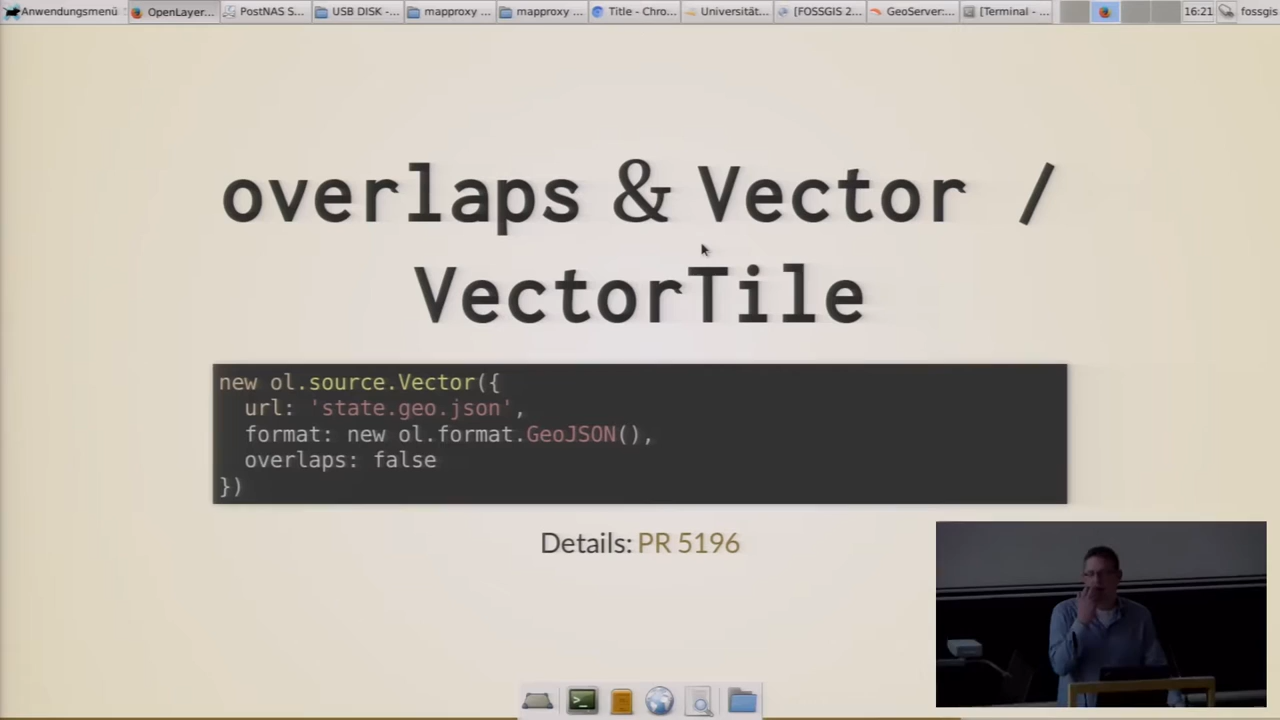 Anwendungsmenü OpenLayer... PostNAS S... USB DISK -... mapproxy ... mapproxy ... Title - Chro... Universität... [FOSSGIS 2... GeoServer:... [Terminal - ... 16:21 fossgis
overlaps & Vector /
VectorTile
new ol.source.Vector({
url: 'state.geo.json',
format: new ol.format.GeoJSON(),
overlaps: false
})
Details: PR 5196